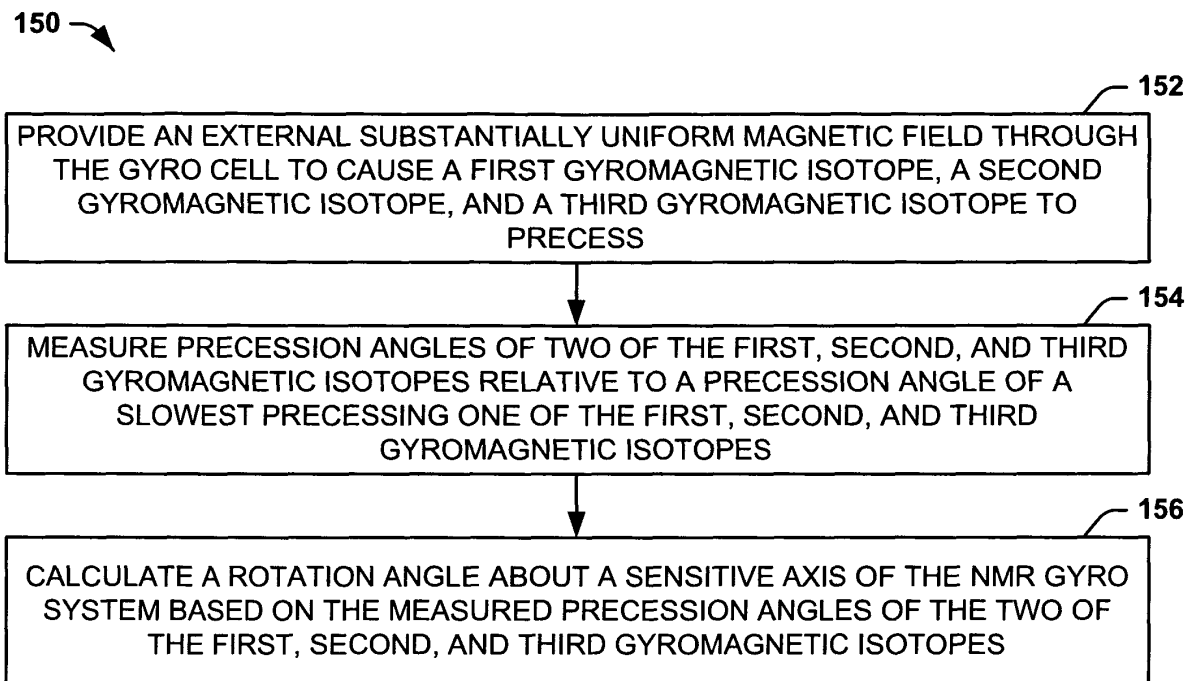 150
152
PROVIDE AN EXTERNAL SUBSTANTIALLY UNIFORM MAGNETIC FIELD THROUGH
THE GYRO CELL TO CAUSE A FIRST GYROMAGNETIC ISOTOPE, A SECOND
GYROMAGNETIC ISOTOPE, AND A THIRD GYROMAGNETIC ISOTOPE TO
PRECESS
154
MEASURE PRECESSION ANGLES OF TWO OF THE FIRST, SECOND, AND THIRD
GYROMAGNETIC ISOTOPES RELATIVE TO A PRECESSION ANGLE OF A
SLOWEST PRECESSING ONE OF THE FIRST, SECOND, AND THIRD
GYROMAGNETIC ISOTOPES
156
CALCULATE A ROTATION ANGLE ABOUT A SENSITIVE AXIS OF THE NMR GYRO
SYSTEM BASED ON THE MEASURED PRECESSION ANGLES OF THE TWO OF
THE FIRST, SECOND, AND THIRD GYROMAGNETIC ISOTOPES